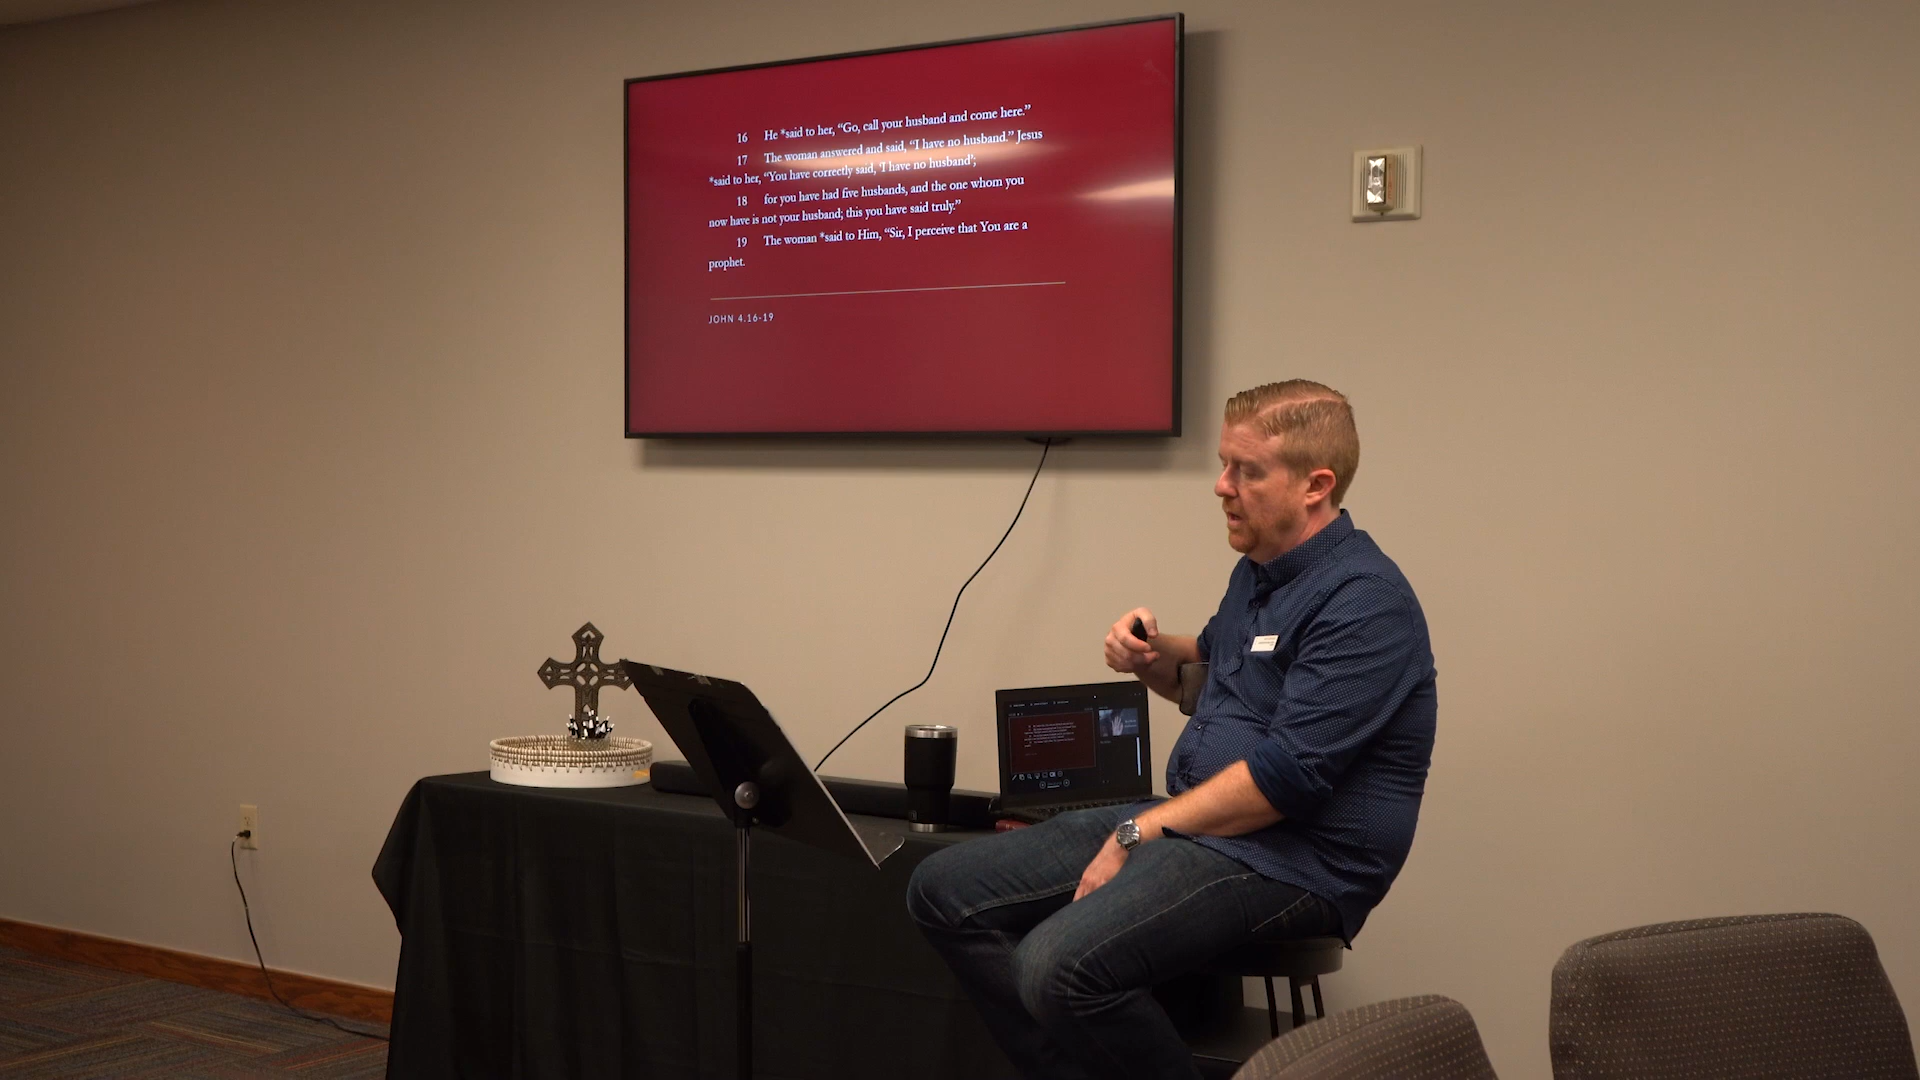 16 He *said to her, “Go, call your husband and come here.”
17 The woman answered and said, “I have no husband.” Jesus
*said to her, “You have correctly said, ‘I have no husband’;
18 for you have had five husbands, and the one whom you
now have is not your husband; this you have said truly.”
19 The woman *said to Him, “Sir, I perceive that You are a
prophet.
JOHN 4.16-19